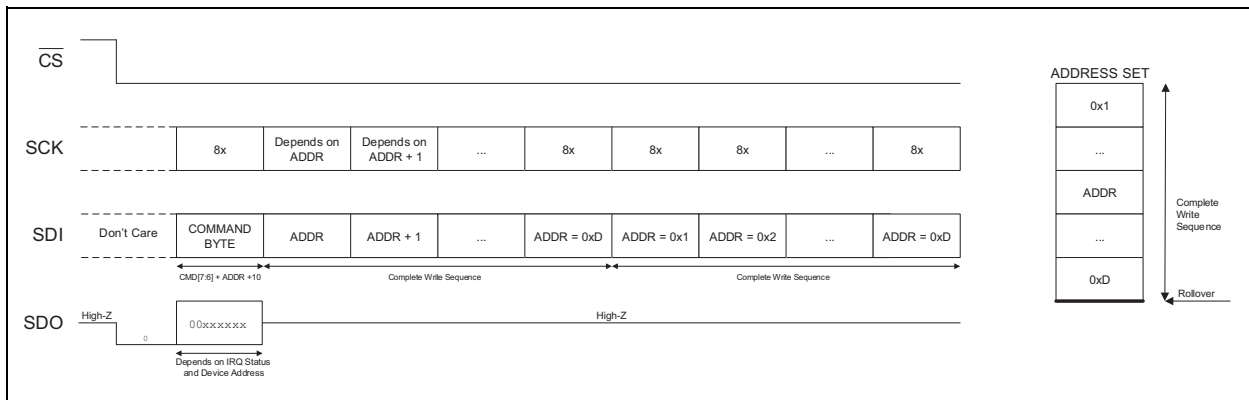 CS
SCK
8x
Depends on
ADDR
Depends on
ADDR + 1
...
8x
8x
8x
...
8x
SDI
Don't Care
COMMAND
BYTE
ADDR
ADDR + 1
...
ADDR = 0xD
ADDR = 0x1
ADDR = 0x2
...
ADDR = 0xD
CMD[7:6] + ADDR +10
Complete Write Sequence
Complete Write Sequence
SDO
High-Z
0
00xxxxxx
High-Z
Depends on IRQ Status
and Device Address
ADDRESS SET
0x1
...
ADDR
...
0xD
Complete
Write
Sequence
Rollover